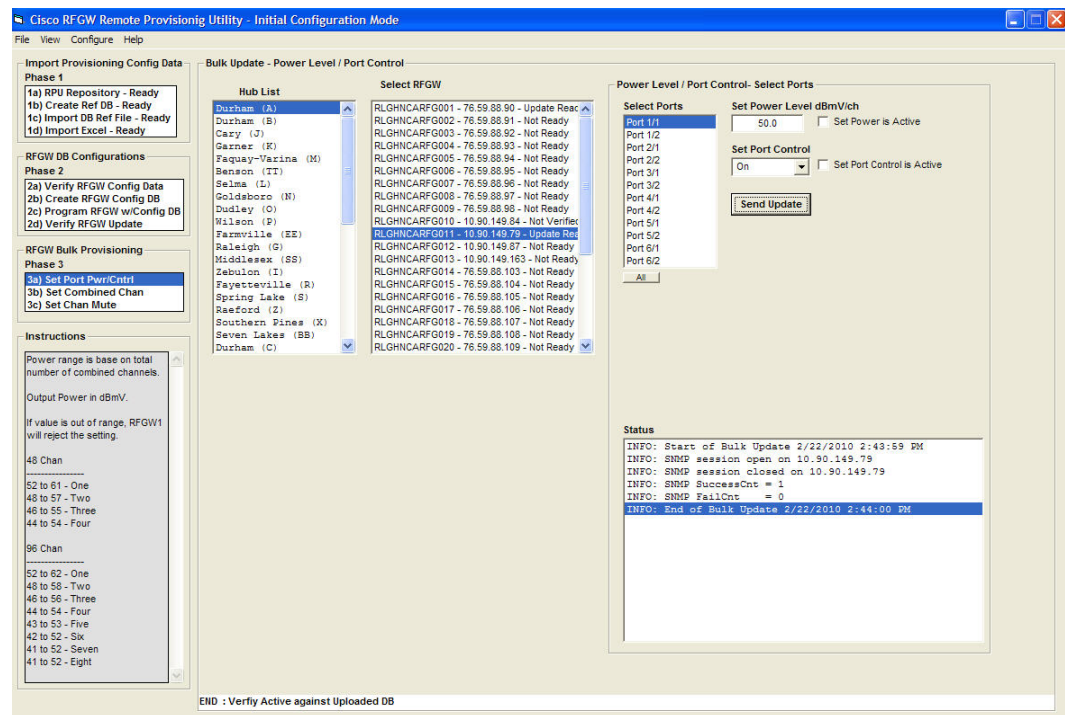 Cisco RFGW Remote Provisionig Utility - Initial Configuration Mode
File View Configure Help
Import Provisioning Config Data
Phase 1
1a) RPU Repository - Ready
1b) Create Ref DB - Ready
1c) Import DB Ref File - Ready
1d) Import Excel - Ready
RFGW DB Configurations
Phase 2
2a) Verify RFGW Config Data
2b) Create RFGW Config DB
2c) Program RFGW w/Config DB
2d) Verify RFGW Update
RFGW Bulk Provisioning
Phase 3
3a) Set Port Pwr/Cntrl
3b) Set Combined Chan
3c) Set Chan Mute
Instructions
Power range is base on total
number of combined channels.
Output Power in dBmV.
If value is out of range, RFGW1
will reject the setting.
48 Chan
----------------
52 to 61 - One
48 to 57 - Two
46 to 55 - Three
44 to 54 - Four
96 Chan
----------------
52 to 62 - One
48 to 58 - Two
46 to 56 - Three
44 to 54 - Four
43 to 53 - Five
42 to 52 - Six
41 to 52 - Seven
41 to 52 - Eight
Bulk Update - Power Level / Port Control
Hub List
Durham (A)
Durham (B)
Cary (J)
Garner (K)
Faquay-Varina (M)
Benson (TT)
Selma (L)
Goldsboro (N)
Dudley (O)
Wilson (P)
Farmville (EE)
Raleigh (G)
Middlesex (SS)
Zebulon (I)
Fayetteville (R)
Spring Lake (S)
Raeford (Z)
Southern Pines (X)
Seven Lakes (BB)
Durham (C)
Select RFGW
RLGHNCARFG001 - 76.59.88.90 - Update Reac
RLGHNCARFG002 - 76.59.88.91 - Not Ready
RLGHNCARFG003 - 76.59.88.92 - Not Ready
RLGHNCARFG004 - 76.59.88.93 - Not Ready
RLGHNCARFG005 - 76.59.88.94 - Not Ready
RLGHNCARFG006 - 76.59.88.95 - Not Ready
RLGHNCARFG007 - 76.59.88.96 - Not Ready
RLGHNCARFG008 - 76.59.88.97 - Not Ready
RLGHNCARFG009 - 76.59.88.98 - Not Ready
RLGHNCARFG010 - 10.90.149.84 - Not Verified
RLGHNCARFG011 - 10.90.149.79 - Update Rea
RLGHNCARFG012 - 10.90.149.87 - Not Ready
RLGHNCARFG013 - 10.90.149.163 - Not Ready
RLGHNCARFG014 - 76.59.88.103 - Not Ready
RLGHNCARFG015 - 76.59.88.104 - Not Ready
RLGHNCARFG016 - 76.59.88.105 - Not Ready
RLGHNCARFG017 - 76.59.88.106 - Not Ready
RLGHNCARFG018 - 76.59.88.107 - Not Ready
RLGHNCARFG019 - 76.59.88.108 - Not Ready
RLGHNCARFG020 - 76.59.88.109 - Not Ready
Power Level / Port Control- Select Ports
Select Ports
Port 1/1
Port 1/2
Port 2/1
Port 2/2
Port 3/1
Port 3/2
Port 4/1
Port 4/2
Port 5/1
Port 5/2
Port 6/1
Port 6/2
All
Set Power Level dBmV/ch
50.0
Set Power is Active
Set Port Control
On
Set Port Control is Active
Send Update
Status
INFO: Start of Bulk Update 2/22/2010 2:43:59 PM
INFO: SNMP session open on 10.90.149.79
INFO: SNMP session closed on 10.90.149.79
INFO: SNMP SuccessCnt = 1
INFO: SNMP FailCnt = 0
INFO: End of Bulk Update 2/22/2010 2:44:00 PM
END : Verfiy Active against Uploaded DB